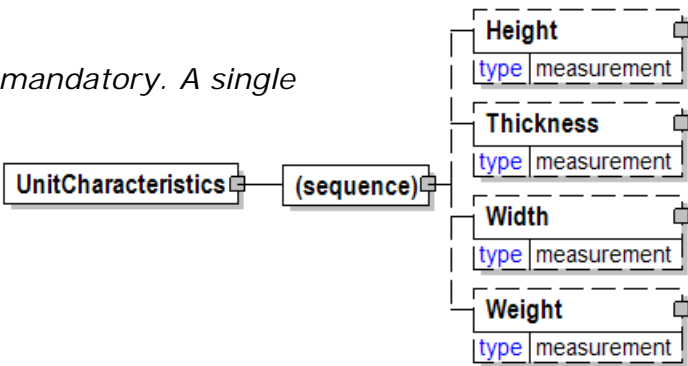 mandatory. A single
UnitCharacteristics
(sequence)
Height
type measurement
Thickness
type measurement
Width
type measurement
Weight
type measurement